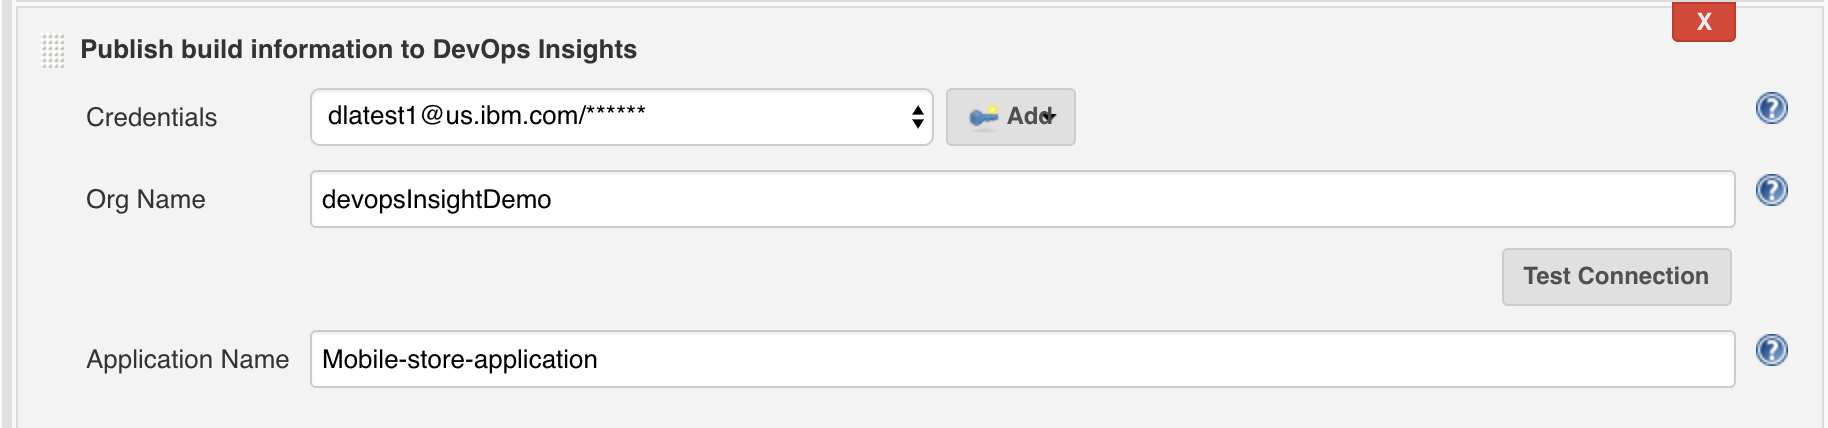 X
Publish build information to DevOps Insights
Credentials
dlatest1@us.ibm.com/******
Add
Org Name
devopsInsightDemo
Test Connection
Application Name
Mobile-store-application